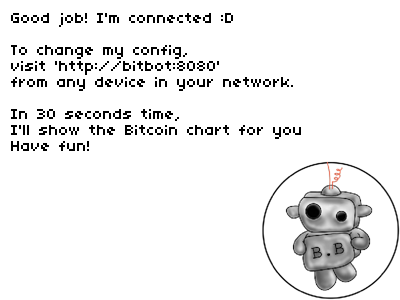 Good job! I'm connected :D
To change my config,
visit 'http://bitbot:8080'
from any device in your network.
In 30 seconds time,
I'll show the Bitcoin chart for you
Have fun!
B.B